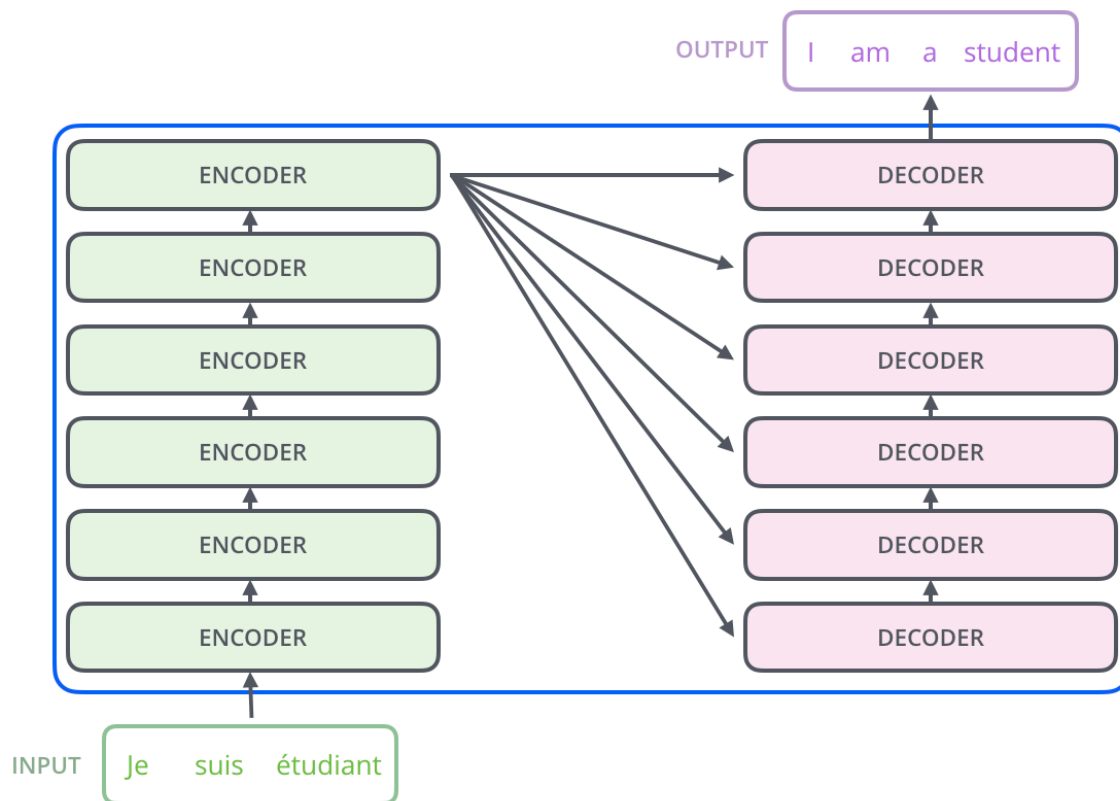 OUTPUT
I am a student
ENCODER
DECODER
ENCODER
DECODER
ENCODER
DECODER
ENCODER
DECODER
ENCODER
DECODER
ENCODER
DECODER
INPUT
Je suis étudiant